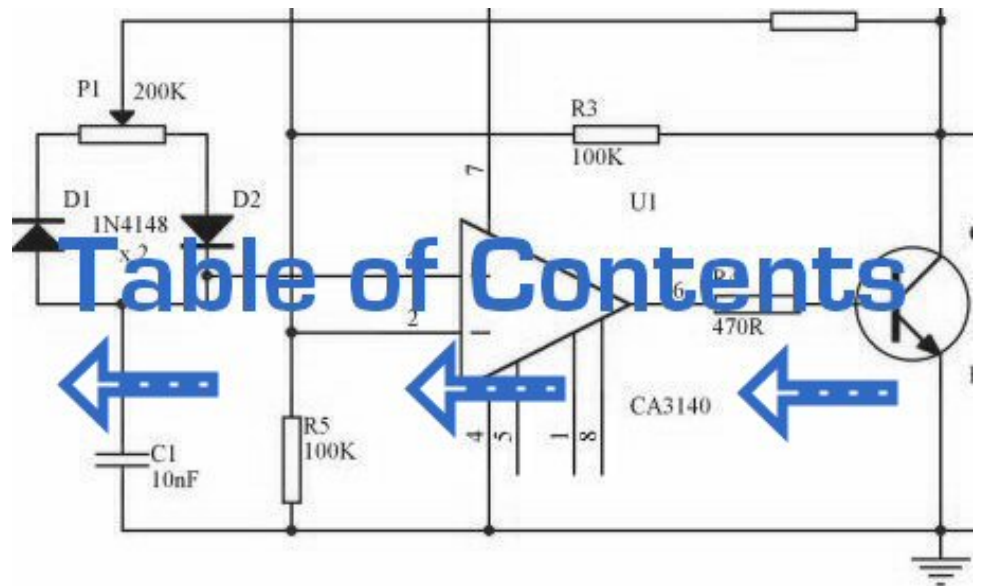 P1 200K
R3
100K
7
D1
1N4148
x 2
D2
U1
Table of Contents
2
6
470R
CA3140
R5
100K
4
5
1
8
C1
10nF